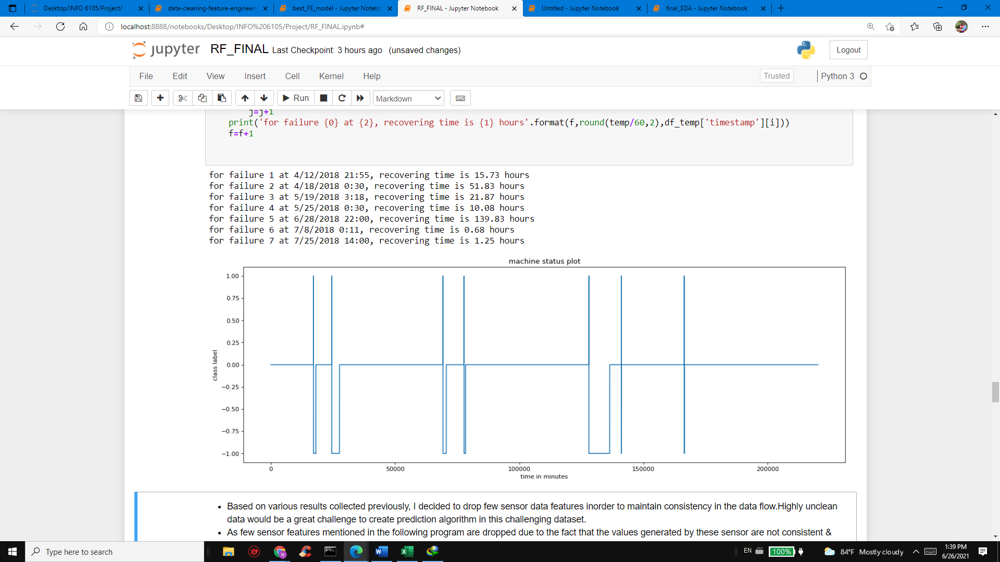 Desktop/INFO 6105/Project/
data-cleaning-feature-engineerin
best_FE_model - Jupyter Notebo
RF_FINAL - Jupyter Notebook
Untitled - Jupyter Notebook
final_EDA - Jupyter Notebook
localhost:8888/notebooks/Desktop/INFO%206105/Project/RF_FINAL.ipynb#
jupyter RF_FINAL Last Checkpoint: 3 hours ago (unsaved changes)
Logout
File Edit View Insert Cell Kernel Help
Trusted
Python 3
Run
Markdown
j=j+1
print('for failure {0} at {2}, recovering time is {1} hours'.format(f,round(temp/60,2),df_temp['timestamp'][i]))
f=f+1
for failure 1 at 4/12/2018 21:55, recovering time is 15.73 hours
for failure 2 at 4/18/2018 0:30, recovering time is 51.83 hours
for failure 3 at 5/19/2018 3:18, recovering time is 21.87 hours
for failure 4 at 5/25/2018 0:30, recovering time is 10.08 hours
for failure 5 at 6/28/2018 22:00, recovering time is 139.83 hours
for failure 6 at 7/8/2018 0:11, recovering time is 0.68 hours
for failure 7 at 7/25/2018 14:00, recovering time is 1.25 hours
machine status plot
1.00
0.75
0.50
0.25
0.00
−0.25
−0.50
−0.75
−1.00
class label
0 50000 100000 150000 200000
time in minutes
• Based on various results collected previously, I decided to drop few sensor data features inorder to maintain consistency in the data flow.Highly unclean
data would be a great challenge to create prediction algorithm in this challenging dataset.
• As few sensor features mentioned in the following program are dropped due to the fact that the values generated by these sensor are not consistent &
Type here to search
N
EN
100%
84°F Mostly cloudy
1:39 PM
6/26/2021